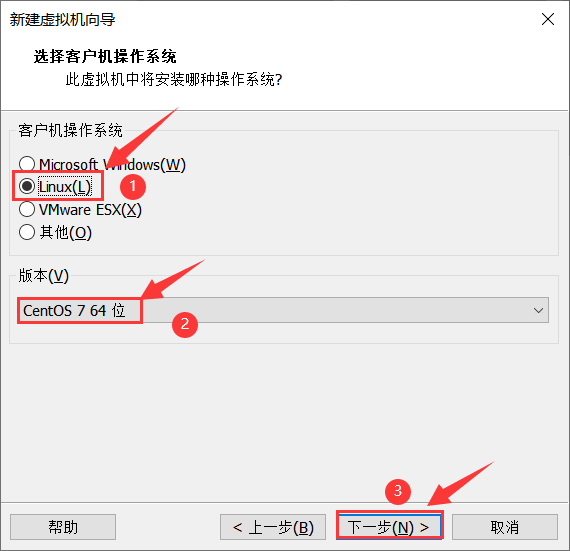 新建虚拟机向导
选择客户机操作系统
此虚拟机中将安装哪种操作系统?
客户机操作系统
Microsoft Windows(W)
Linux(L)
1
VMware ESX(X)
其他(O)
版本(V)
CentOS 7 64 位
2
3
帮助
< 上一步(B)
下一步(N) >
取消